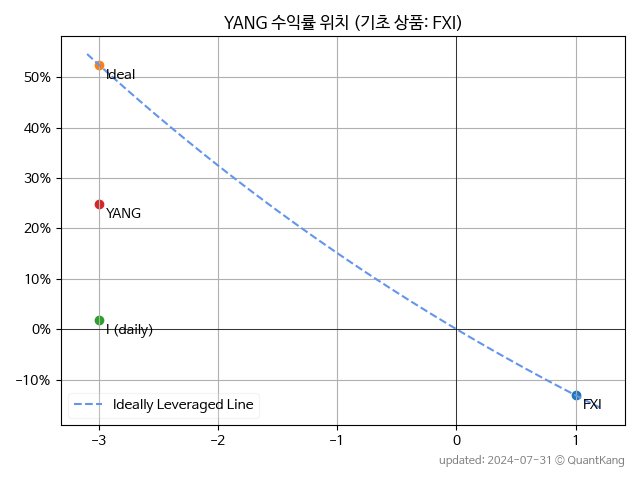 YANG 수익률 위치 (기초 상품: FXI)
50%
40%
30%
20%
10%
0%
-10%
Ideal
YANG
I (daily)
FXI
Ideally Leveraged Line
-3
-2
-1
0
1
updated: 2024-07-31 © QuantKang